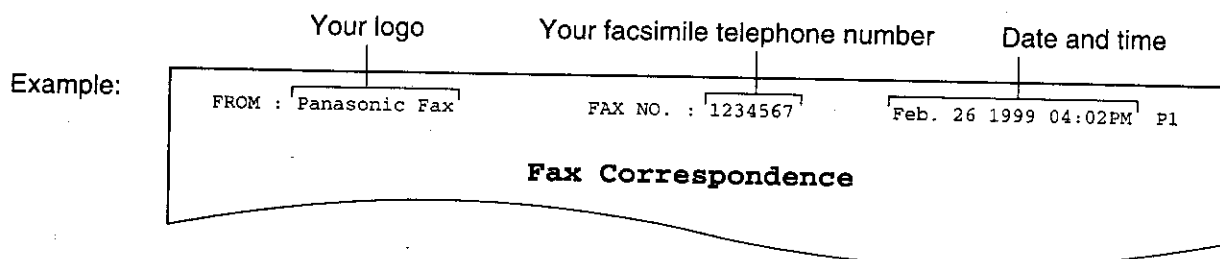 Your logo Your facsimile telephone number Date and time
Example:
FROM : Panasonic Fax FAX NO. : 1234567 Feb. 26 1999 04:02PM P1
Fax Correspondence